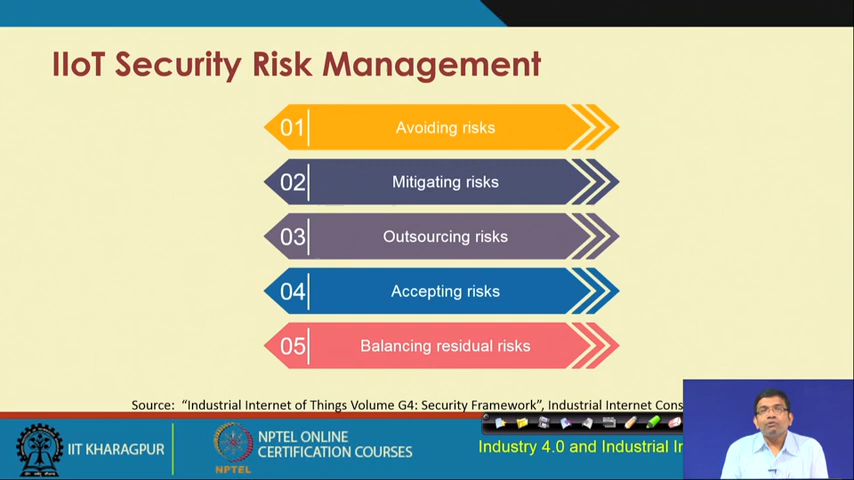 IIoT Security Risk Management
01 Avoiding risks
02 Mitigating risks
03 Outsourcing risks
04 Accepting risks
05 Balancing residual risks
Source: "Industrial Internet of Things Volume G4: Security Framework", Industrial Internet Cons
IIT KHARAGPUR
NPTEL
NPTEL ONLINE
CERTIFICATION COURSES
Industry 4.0 and Industrial In